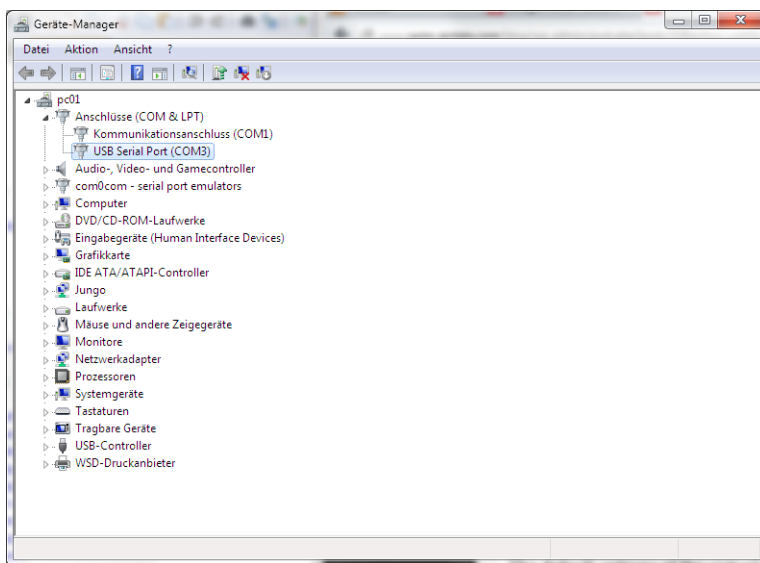 Geräte-Manager
Datei Aktion Ansicht ?
pc01
Anschlüsse (COM & LPT)
Kommunikationsanschluss (COM1)
USB Serial Port (COM3)
Audio-, Video- und Gamecontroller
com0com - serial port emulators
Computer
DVD/CD-ROM-Laufwerke
Eingabegeräte (Human Interface Devices)
Grafikkarte
IDE ATA/ATAPI-Controller
Jungo
Laufwerke
Mäuse und andere Zeigegeräte
Monitore
Netzwerkadapter
Prozessoren
Systemgeräte
Tastaturen
Tragbare Geräte
USB-Controller
WSD-Druckanbieter